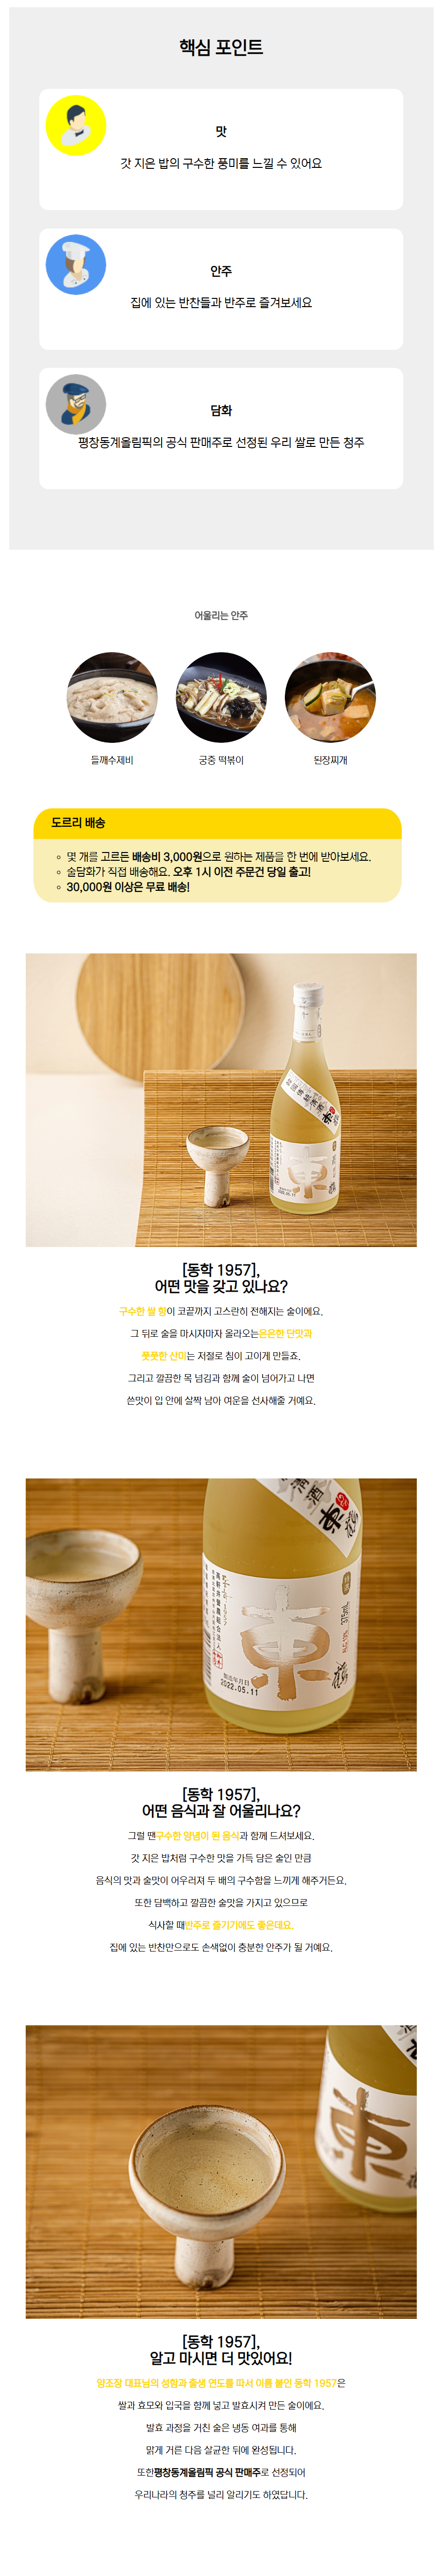 핵심 포인트
맛
갓 지은 밥의 구수한 풍미를 느낄 수 있어요
안주
집에 있는 반찬들과 반주로 즐겨보세요
담화
평창동계올림픽의 공식 판매주로 선정된 우리 쌀로 만든 청주
어울리는 안주
들깨수제비
궁중 떡볶이
된장찌개
도르리 배송
몇 개를 고르든 배송비 3,000원으로 원하는 제품을 한 번에 받아보세요.
술담화가 직접 배송해요. 오후 1시 이전 주문건 당일 출고!
30,000원 이상은 무료 배송!
東
[동학 1957],
어떤 맛을 갖고 있나요?
구수한 쌀 향이 코끝까지 고스란히 전해지는 술이에요.
그 뒤로 술을 마시자마자 올라오는은은한 단맛과
풋풋한 산미는 저절로 침이 고이게 만들죠.
그리고 깔끔한 목 넘김과 함께 술이 넘어가고 나면
쓴맛이 입 안에 살짝 남아 여운을 선사해줄 거예요.
清酒 東
1957
東
製造年月日
2022.05.11
[동학 1957],
어떤 음식과 잘 어울리나요?
그럴 땐구수한 양념이 된 음식과 함께 드셔보세요.
갓 지은 밥처럼 구수한 맛을 가득 담은 술인 만큼
음식의 맛과 술맛이 어우러져 두 배의 구수함을 느끼게 해주거든요.
또한 담백하고 깔끔한 술맛을 가지고 있으므로
식사할 때반주로 즐기기에도 좋은데요.
집에 있는 반찬만으로도 손색없이 충분한 안주가 될 거예요.
東
[동학 1957],
알고 마시면 더 맛있어요!
양조장 대표님의 성함과 출생 연도를 따서 이름 붙인 동학 1957은
쌀과 효모와 입국을 함께 넣고 발효시켜 만든 술이에요.
발효 과정을 거친 술은 냉동 여과를 통해
맑게 거른 다음 살균한 뒤에 완성됩니다.
또한평창동계올림픽 공식 판매주로 선정되어
우리나라의 청주를 널리 알리기도 하였답니다.